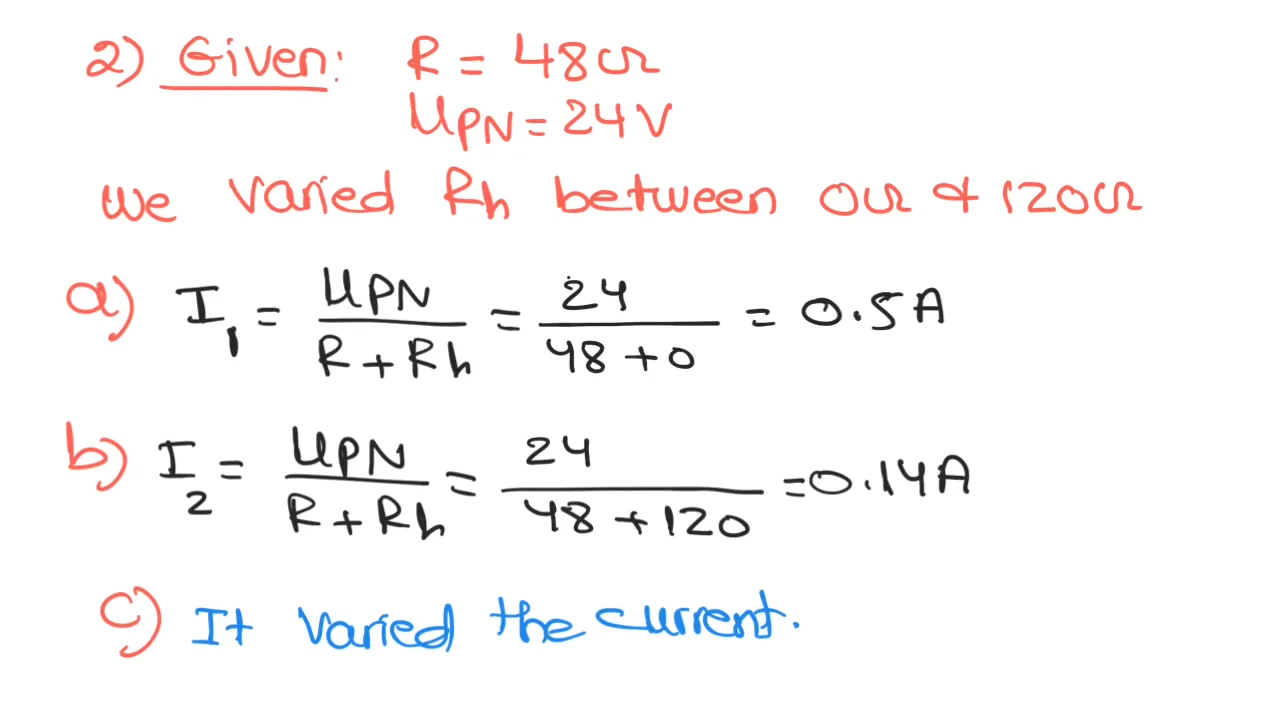 2) Given: R = 48Ω
UPN = 24V
we varied Rh between 0Ω & 120Ω
a) I₁ = UPN / (R + Rh) = 24 / (48 + 0) = 0.5A
b) I₂ = UPN / (R + Rh) = 24 / (48 + 120) = 0.14A
c) It varied the current.